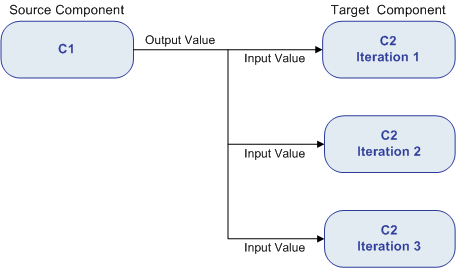 Source Component
Target Component
C1
Output Value
Input Value
C2
Iteration 1
Input Value
C2
Iteration 2
Input Value
C2
Iteration 3